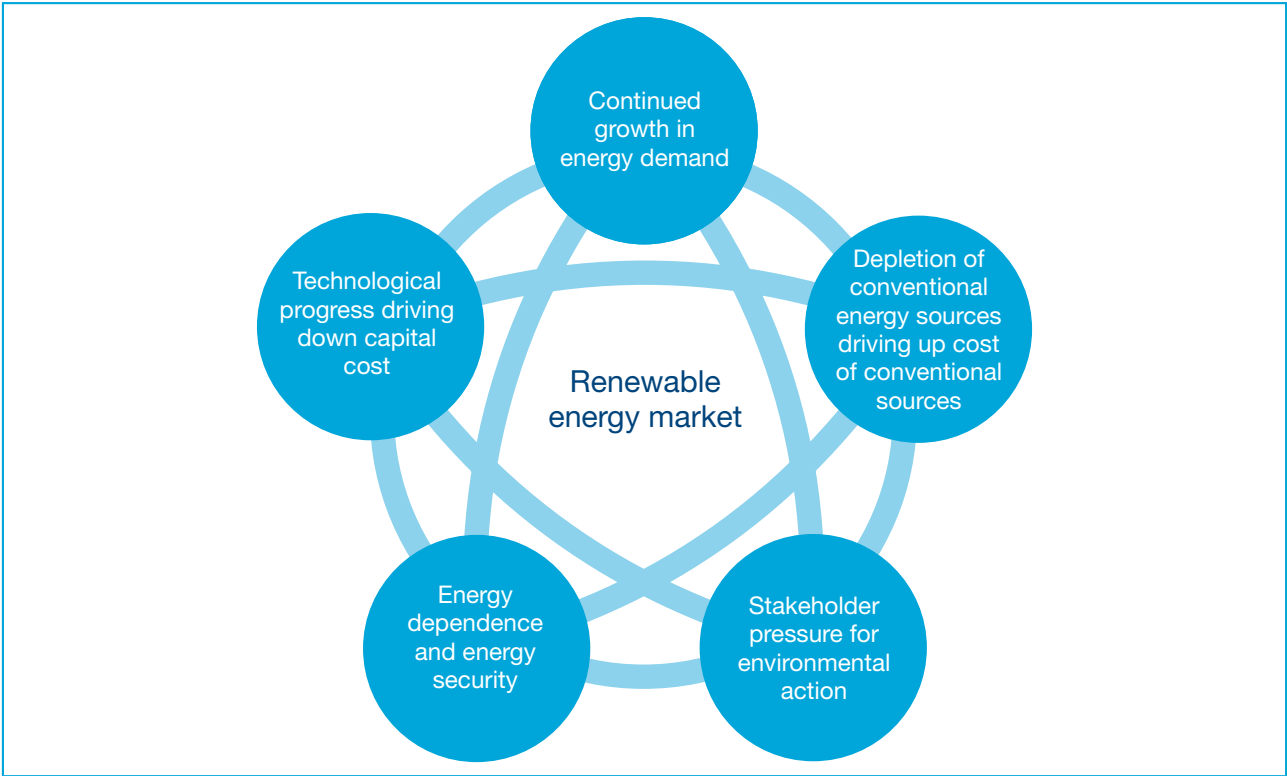 Continued
growth in
energy demand
Technological
progress driving
down capital
cost
Depletion of
conventional
energy sources
driving up cost
of conventional
sources
Renewable
energy market
Energy
dependence
and energy
security
Stakeholder
pressure for
environmental
action